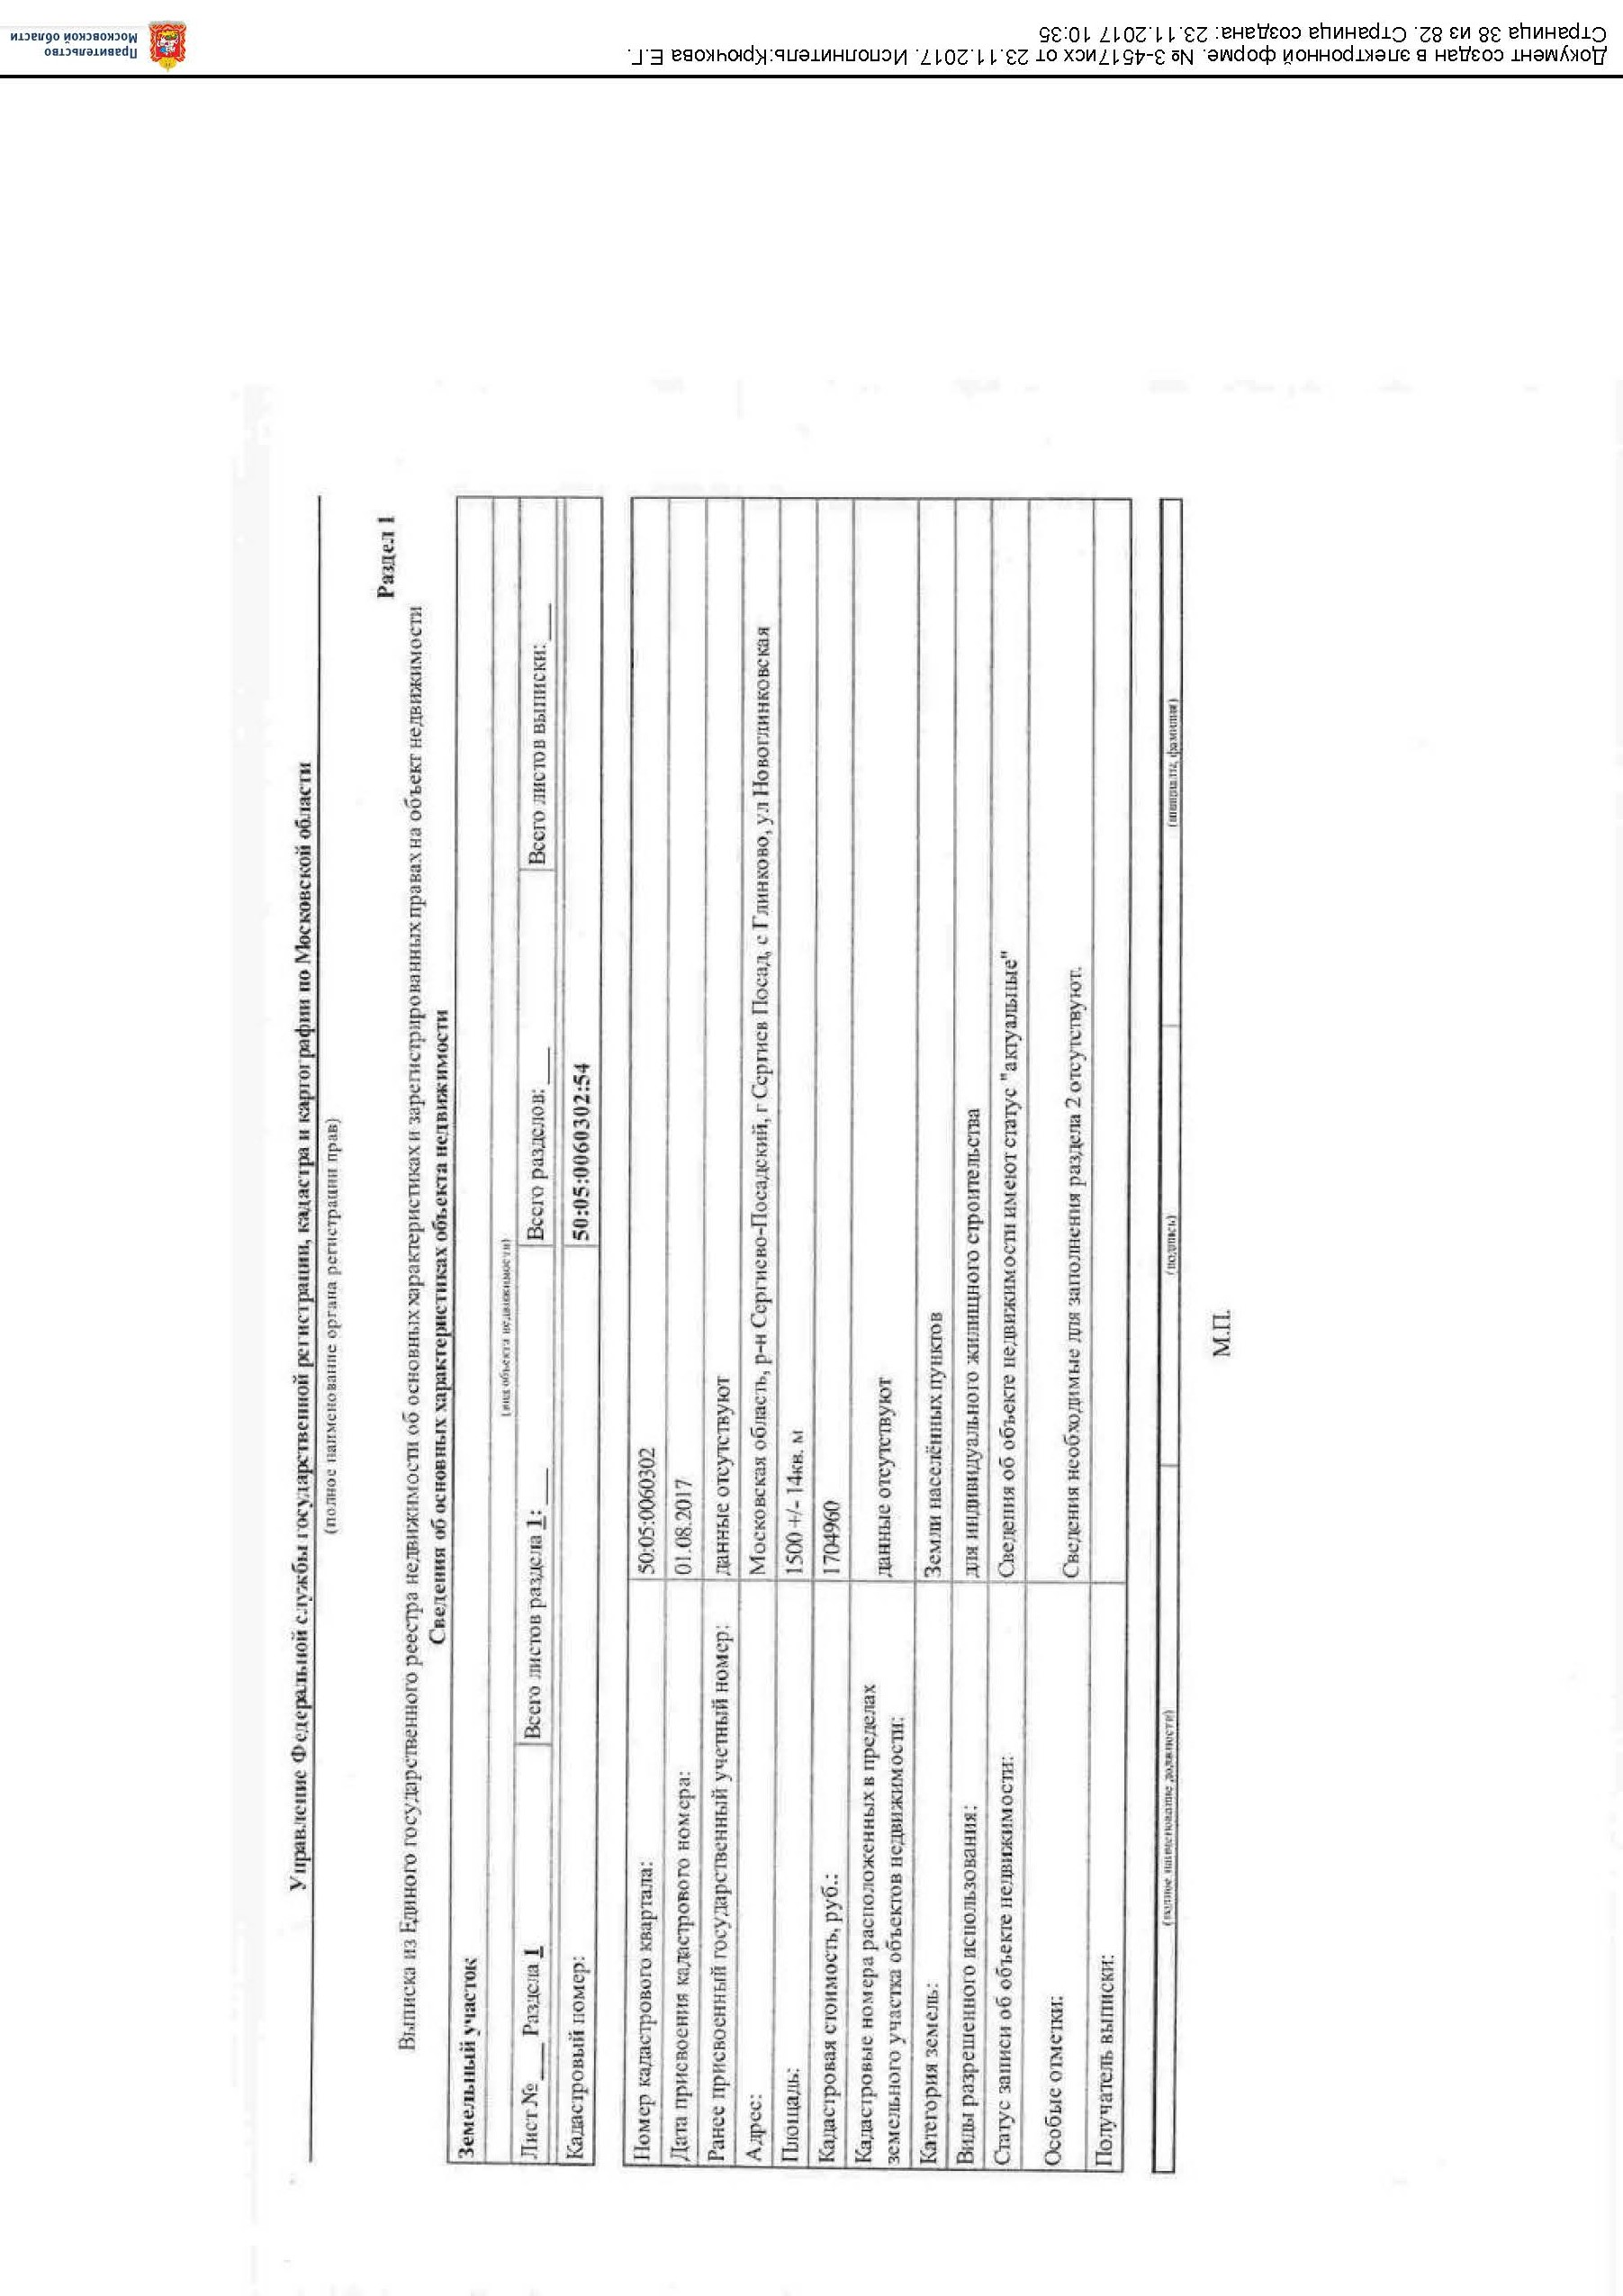 Документ создан в электронной форме. № 3-4517исх от 23.11.2017. Исполнитель:Крючкова Е.Г.
Страница 38 из 82. Страница создана: 23.11.2017 10:35
Правительство
Московской области
Управление Федеральной службы государственной регистрации, кадастра и картографии по Московской области
(полное наименование органа регистрации прав)
Раздел 1
Выписка из Единого государственного реестра недвижимости об основных характеристиках и зарегистрированных правах на объект недвижимости
Сведения об основных характеристиках объекта недвижимости
Земельный участок
(вид объекта недвижимости)
Лист № ___ Раздела 1 Всего листов раздела 1: ___ Всего разделов: ___ Всего листов выписки: ___
Кадастровый номер: 50:05:0060302:54
Номер кадастрового квартала: 50:05:0060302
Дата присвоения кадастрового номера: 01.08.2017
Ранее присвоенный государственный учетный номер: данные отсутствуют
Адрес: Московская область, р-н Сергиево-Посадский, г Сергиев Посад, с Глинково, ул Новоглинковская
Площадь: 1500 +/- 14кв. м
Кадастровая стоимость, руб.: 1704960
Кадастровые номера расположенных в пределах
земельного участка объектов недвижимости: данные отсутствуют
Категория земель: Земли населённых пунктов
Виды разрешенного использования: для индивидуального жилищного строительства
Статус записи об объекте недвижимости: Сведения об объекте недвижимости имеют статус "актуальные"
Особые отметки: Сведения необходимые для заполнения раздела 2 отсутствуют.
Получатель выписки:
(полное наименование должности) (подпись) (инициалы, фамилия)
М.П.